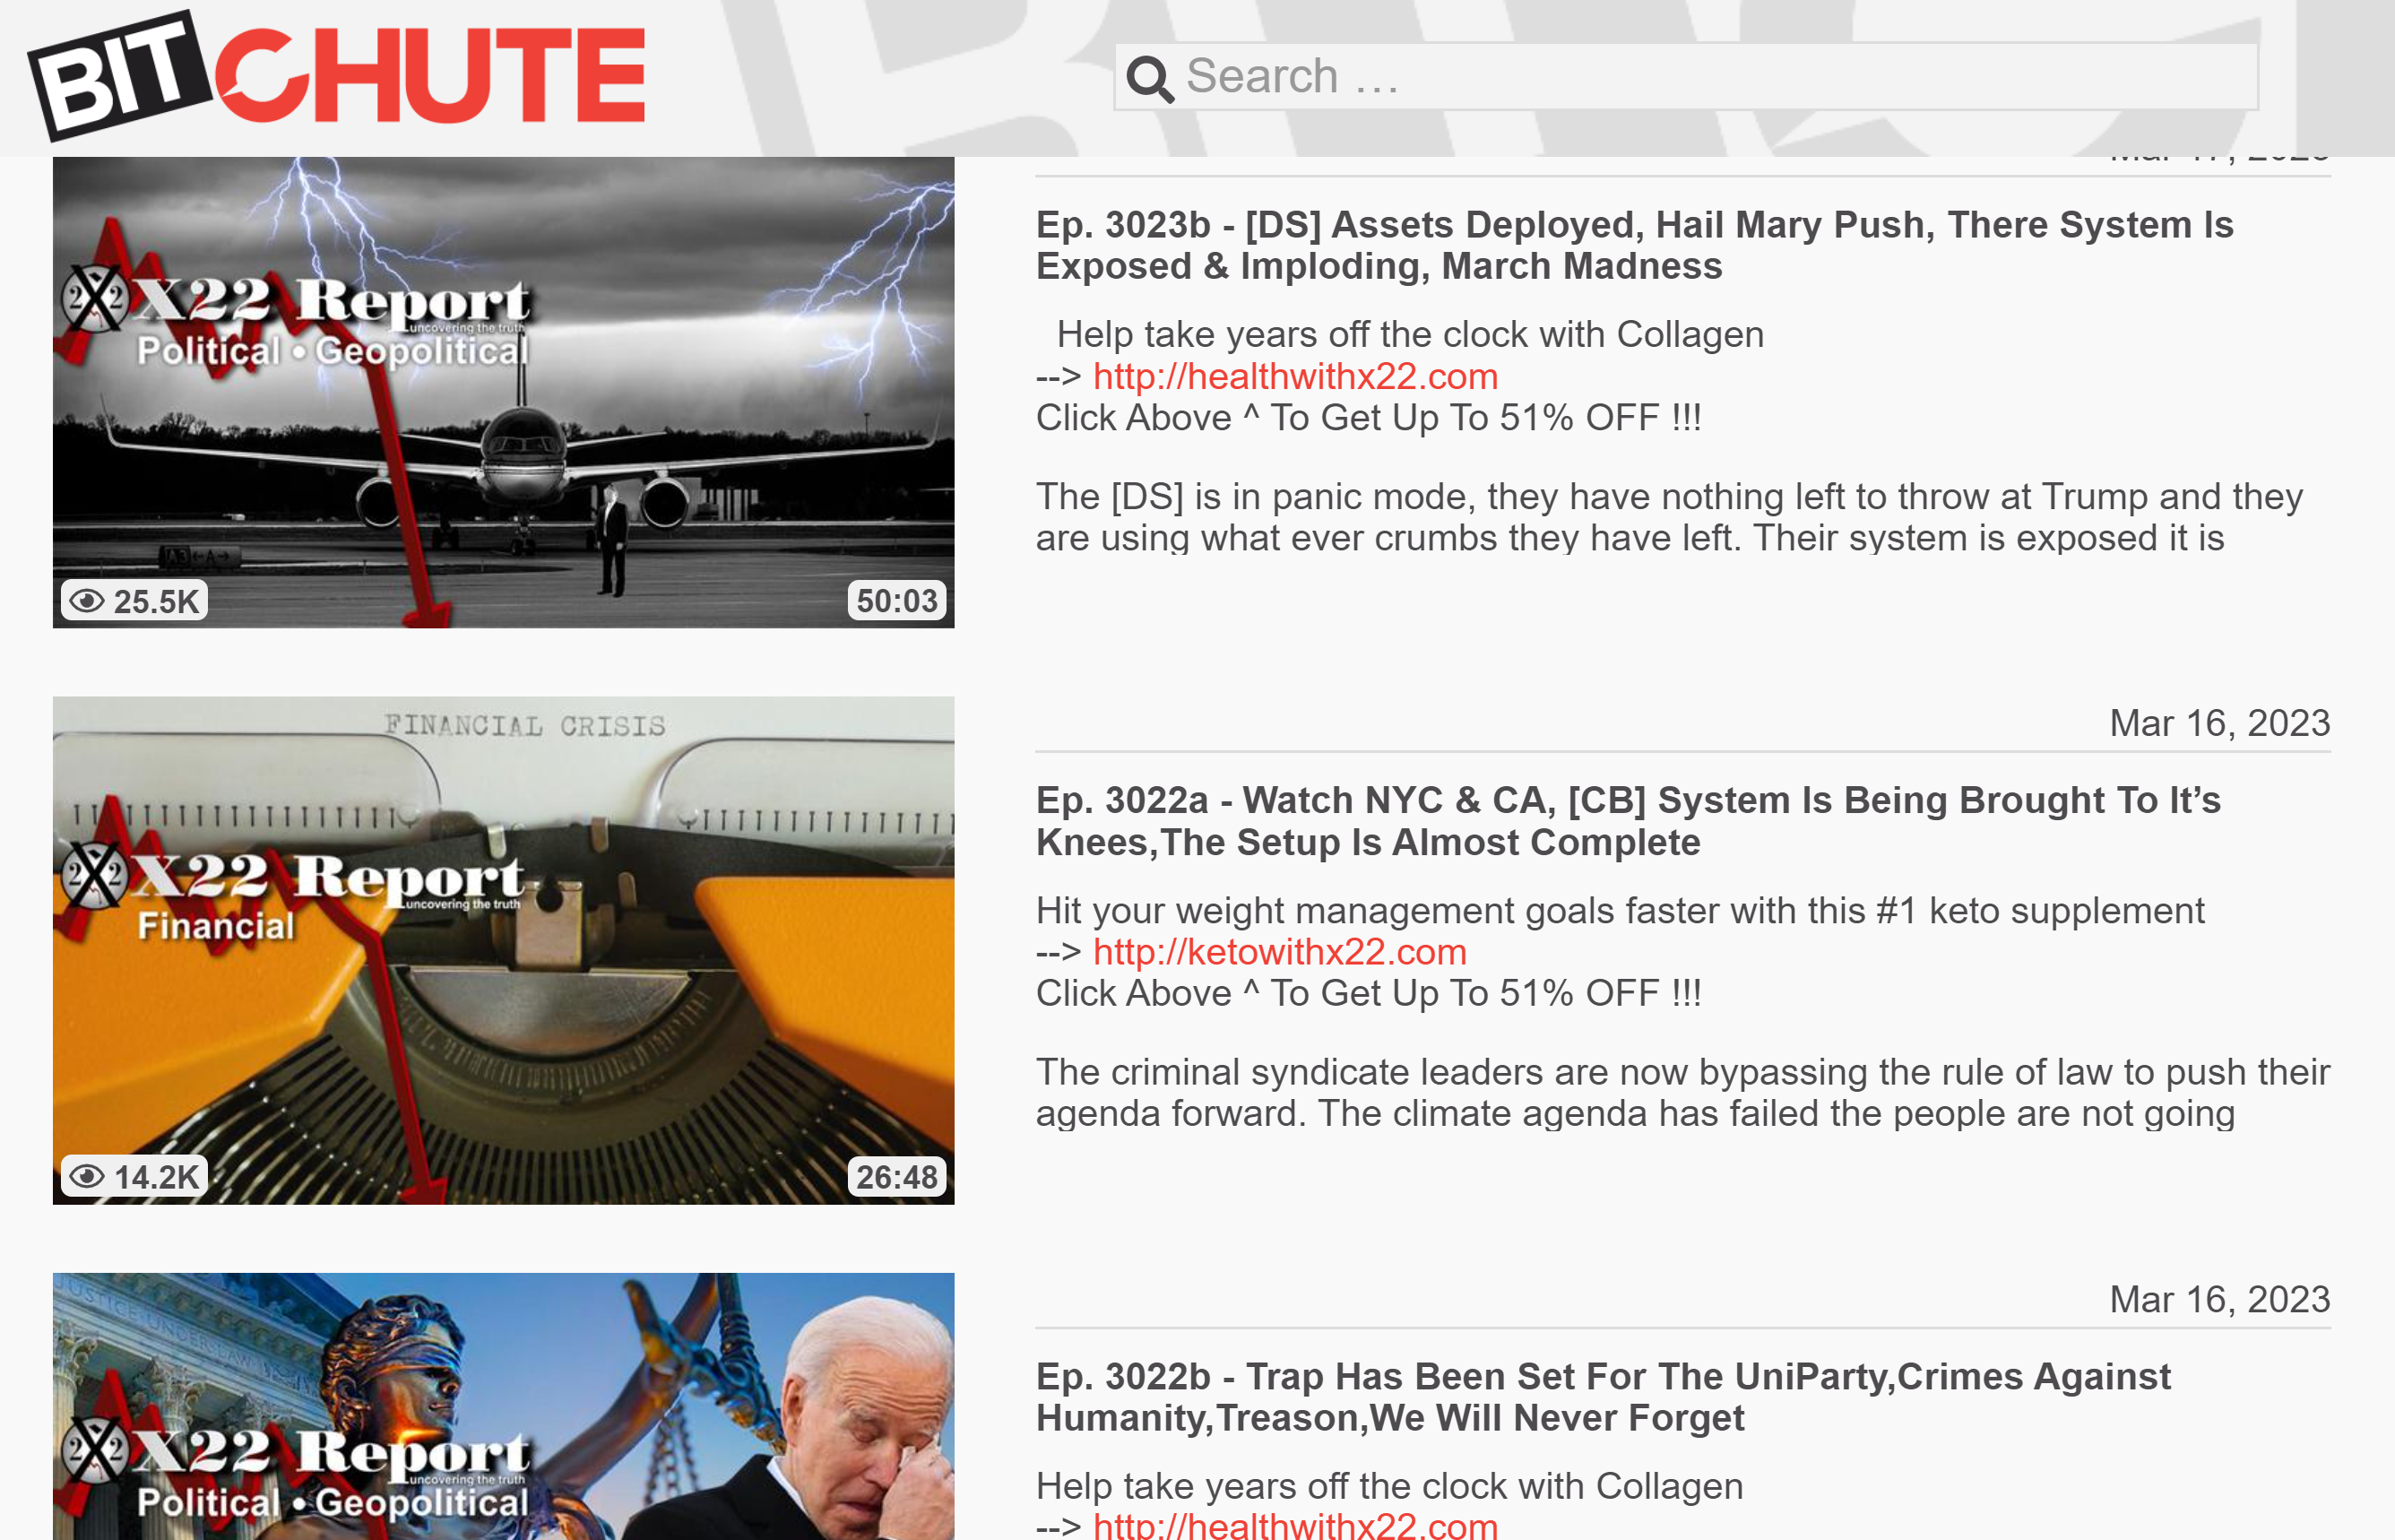 BITCHUTE
Search …
Mar 17, 2023
X22 Report
uncovering the truth
Political • Geopolitical
25.5K
50:03
Ep. 3023b - [DS] Assets Deployed, Hail Mary Push, There System Is
Exposed & Imploding, March Madness
Help take years off the clock with Collagen
--> http://healthwithx22.com
Click Above ^ To Get Up To 51% OFF !!!
The [DS] is in panic mode, they have nothing left to throw at Trump and they
are using what ever crumbs they have left. Their system is exposed it is
FINANCIAL CRISIS
X22 Report
uncovering the truth
Financial
14.2K
26:48
Mar 16, 2023
Ep. 3022a - Watch NYC & CA, [CB] System Is Being Brought To It’s
Knees,The Setup Is Almost Complete
Hit your weight management goals faster with this #1 keto supplement
--> http://ketowithx22.com
Click Above ^ To Get Up To 51% OFF !!!
The criminal syndicate leaders are now bypassing the rule of law to push their
agenda forward. The climate agenda has failed the people are not going
JUSTICE UNDER LAW
X22 Report
uncovering the truth
Political • Geopolitical
Mar 16, 2023
Ep. 3022b - Trap Has Been Set For The UniParty,Crimes Against
Humanity,Treason,We Will Never Forget
Help take years off the clock with Collagen
--> http://healthwithx22.com